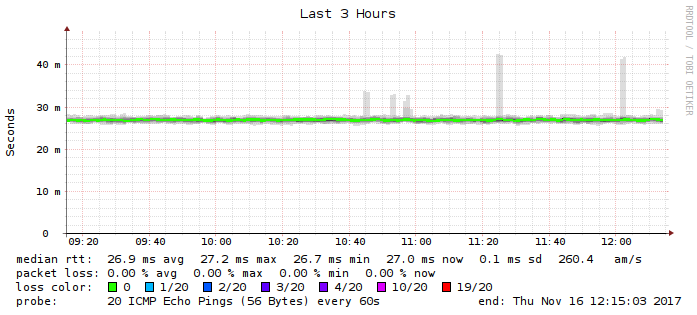 Last 3 Hours
RRDTOOL / TOBI OETIKER
Seconds
40 m
30 m
20 m
10 m
0
09:20 09:40 10:00 10:20 10:40 11:00 11:20 11:40 12:00
median rtt: 26.9 ms avg 27.2 ms max 26.7 ms min 27.0 ms now 0.1 ms sd 260.4 am/s
packet loss: 0.00 % avg 0.00 % max 0.00 % min 0.00 % now
loss color: 0 1/20 2/20 3/20 4/20 10/20 19/20
probe: 20 ICMP Echo Pings (56 Bytes) every 60s end: Thu Nov 16 12:15:03 2017